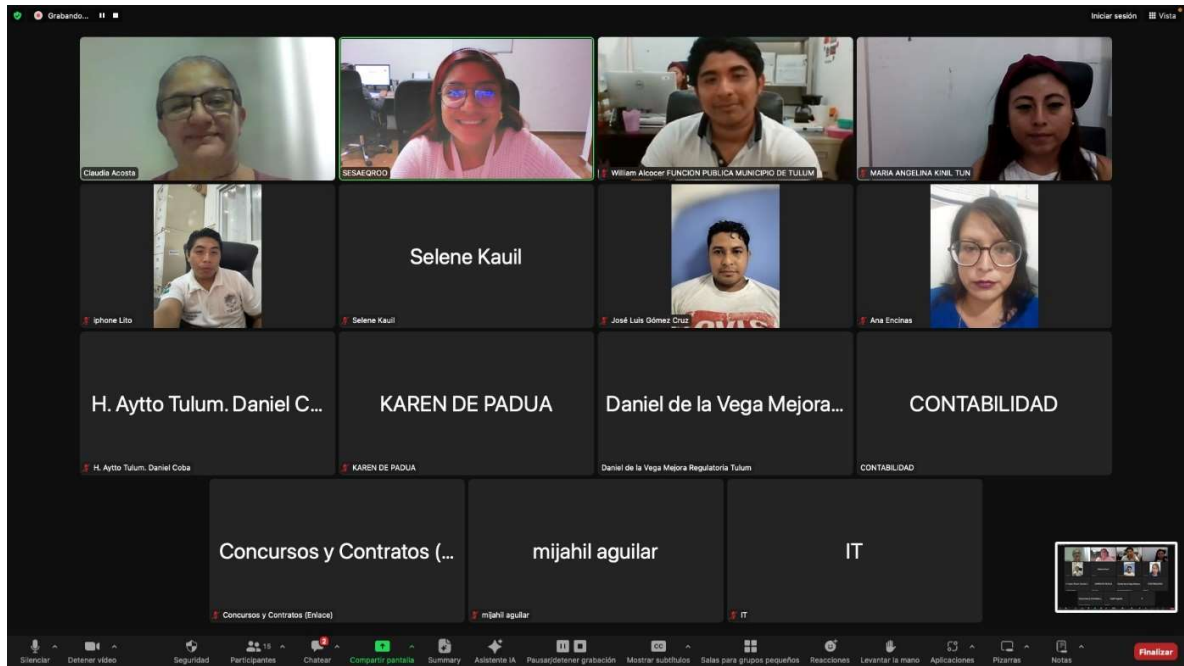 Grabando...
Iniciar sesión
Vista
Claudia Acosta
SESAEQROO
William Alcocer FUNCION PUBLICA MUNICIPIO DE TULUM
MARIA ANGELINA KINIL TUN
Selene Kauil
Iphone Lito
Selene Kauil
José Luis Gómez Cruz
Ana Encinas
H. Aytto Tulum. Daniel C...
KAREN DE PADUA
Daniel de la Vega Mejora...
CONTABILIDAD
H. Aytto Tulum. Daniel Coba
KAREN DE PADUA
Daniel de la Vega Mejora Regulatoria Tulum
CONTABILIDAD
Concursos y Contratos (...
mijahil aguilar
IT
Concursos y Contratos (Enlace)
mijahil aguilar
IT
Silenciar
Detener vídeo
Seguridad
15
Participantes
2
Chatear
Compartir pantalla
Summary
Asistente IA
Pausar/detener grabación
CC
Mostrar subtítulos
Salas para grupos pequeños
Reacciones
Levantar la mano
Aplicaciones
Pizarras
Notas
Finalizar